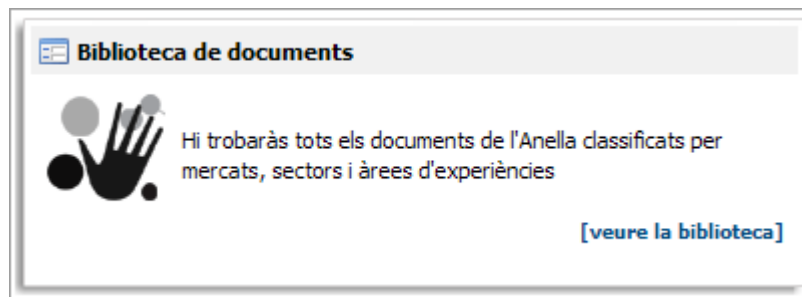 Biblioteca de documents
Hi trobaràs tots els documents de l'Anella classificats per
mercats, sectors i àrees d'experiències
[veure la biblioteca]